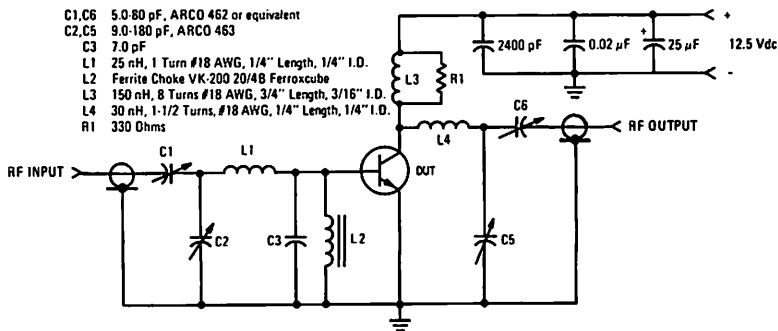 C1,C6 5.0-80 pF, ARCO 462 or equivalent
C2,C5 9.0-180 pF, ARCO 463
C3 7.0 pF
L1 25 nH, 1 Turn #18 AWG, 1/4" Length, 1/4" I.D.
L2 Ferrite Choke VK-200 20/4B Ferroxcube
L3 150 nH, 8 Turns #18 AWG, 3/4" Length, 3/16" I.D.
L4 30 nH, 1-1/2 Turns, #18 AWG, 1/4" Length, 1/4" I.D.
R1 330 Ohms
+
2400 pF
0.02 μF
+
25 μF
12.5 Vdc
-
L3
R1
C6
RF OUTPUT
L4
C1
L1
RF INPUT
DUT
C2
C3
L2
C5